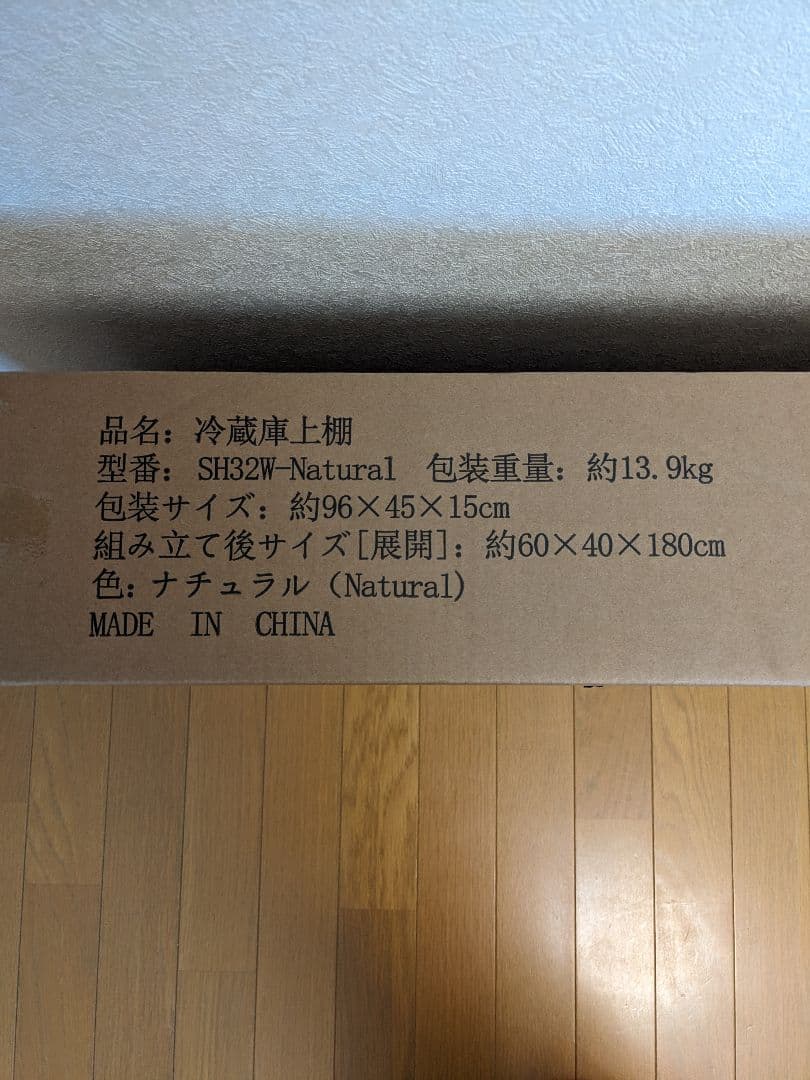 品名：冷蔵庫上棚
型番：SH32W-Natural 包装重量：約13.9kg
包装サイズ：約96×45×15cm
組み立て後サイズ[展開]：約60×40×180cm
色：ナチュラル（Natural)
MADE IN CHINA